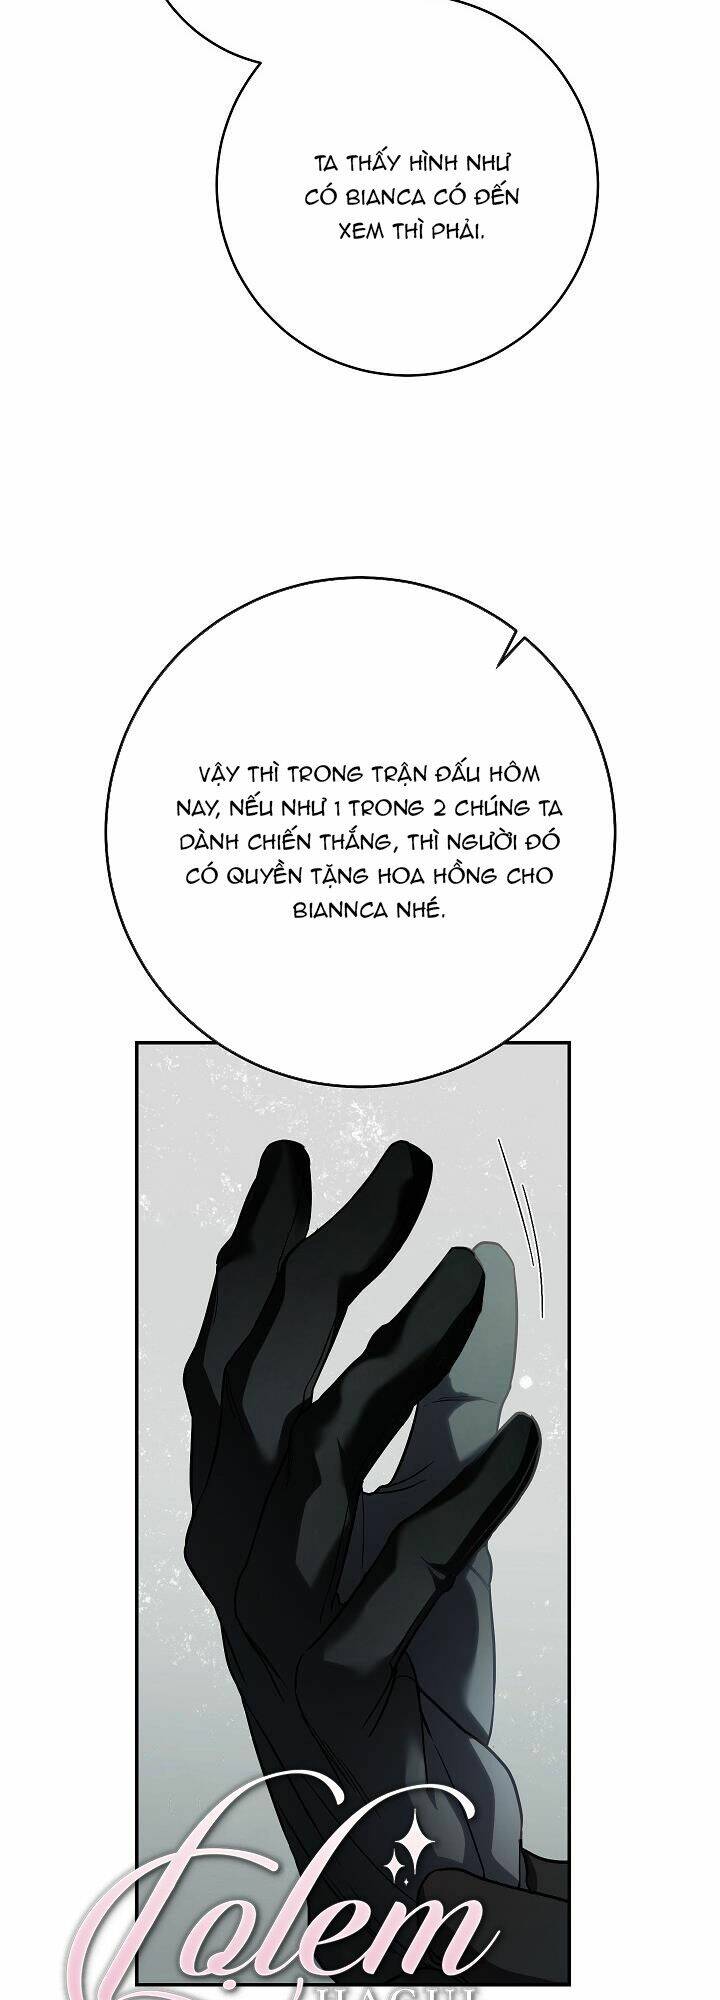 TA THẤY HÌNH NHƯ
CÓ BIANCA CÓ ĐẾN
XEM THÌ PHẢI.
VẬY THÌ TRONG TRẬN ĐẤU HÔM
NAY, NẾU NHƯ 1 TRONG 2 CHÚNG TA
DÀNH CHIẾN THẮNG, THÌ NGƯỜI ĐÓ
CÓ QUYỀN TẶNG HOA HỒNG CHO
BIANNCA NHÉ.
Lọlem
HAGUI